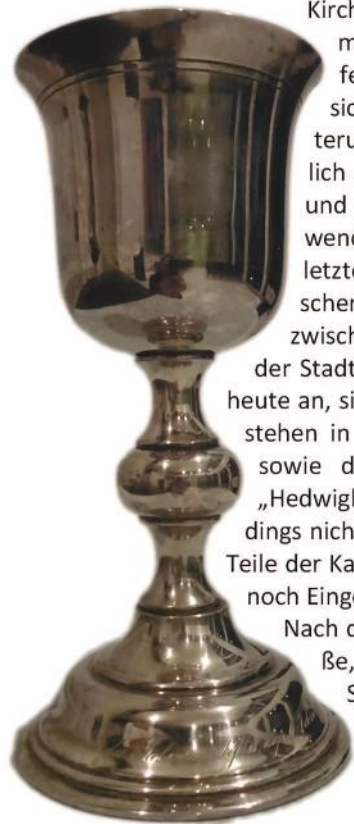 Kirch
m
fe
sic
teru
lich
und
wend
letzte
scher
zwisch
der Stadt
heute an, si
stehen in
sowie d
„Hedwigl
dings nich
Teile der Ka
noch Einge
Nach d
ße,
S